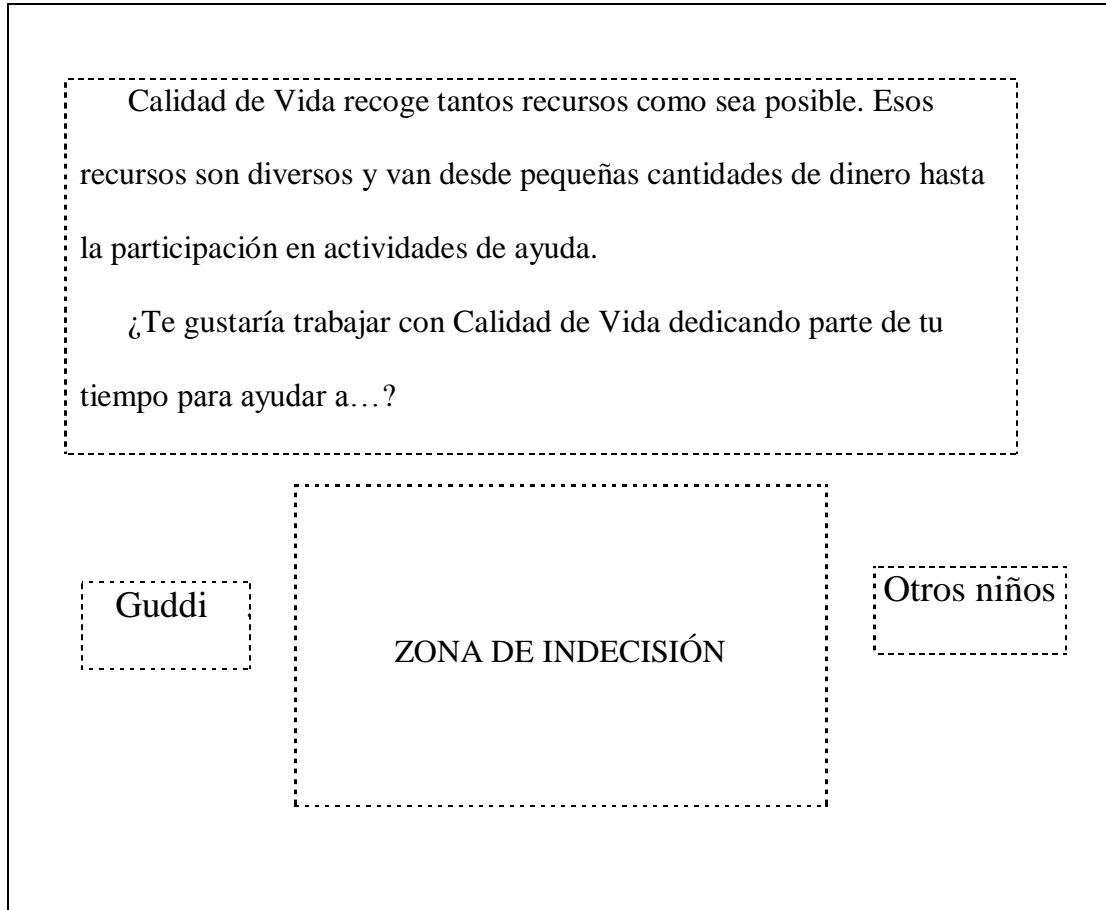 Calidad de Vida recoge tantos recursos como sea posible. Esos
recursos son diversos y van desde pequeñas cantidades de dinero hasta
la participación en actividades de ayuda.
¿Te gustaría trabajar con Calidad de Vida dedicando parte de tu
tiempo para ayudar a…?
Guddi
ZONA DE INDECISIÓN
Otros niños